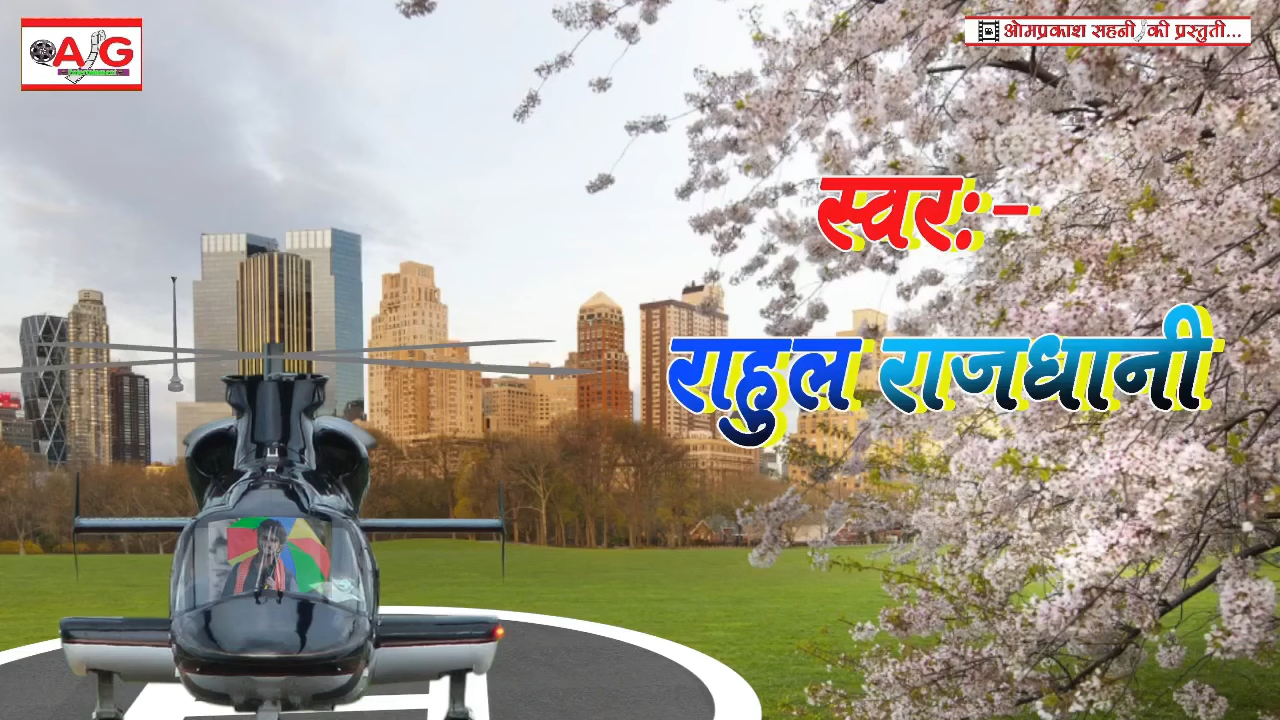 AJG
ओमप्रकाश सहनी की प्रस्तुती...
स्वरः-
राहुल राजधानी